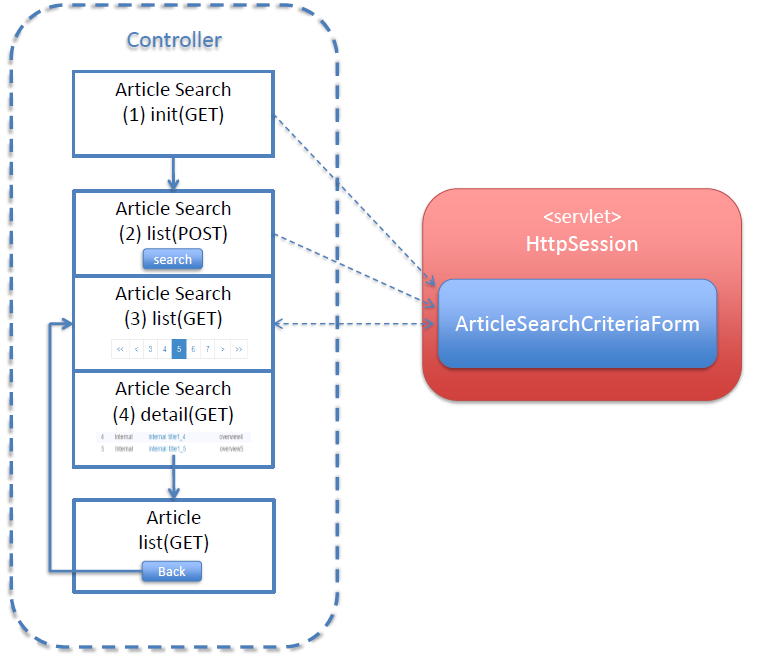 Controller
Article Search
(1) init(GET)
Article Search
(2) list(POST)
search
Article Search
(3) list(GET)
<< < 3 4 5 6 7 > >>
Article Search
(4) detail(GET)
4 Internal internal title1_4 overview4
5 Internal internal title1_5 overview5
Article
list(GET)
Back
<servlet>
HttpSession
ArticleSearchCriteriaForm